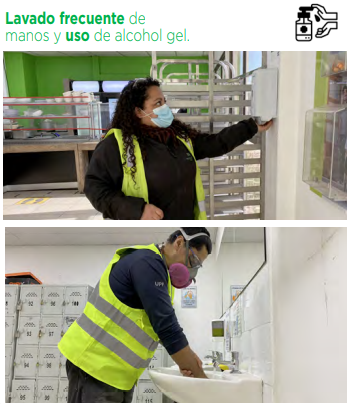 Lavado frecuente de
manos y uso de alcohol gel.